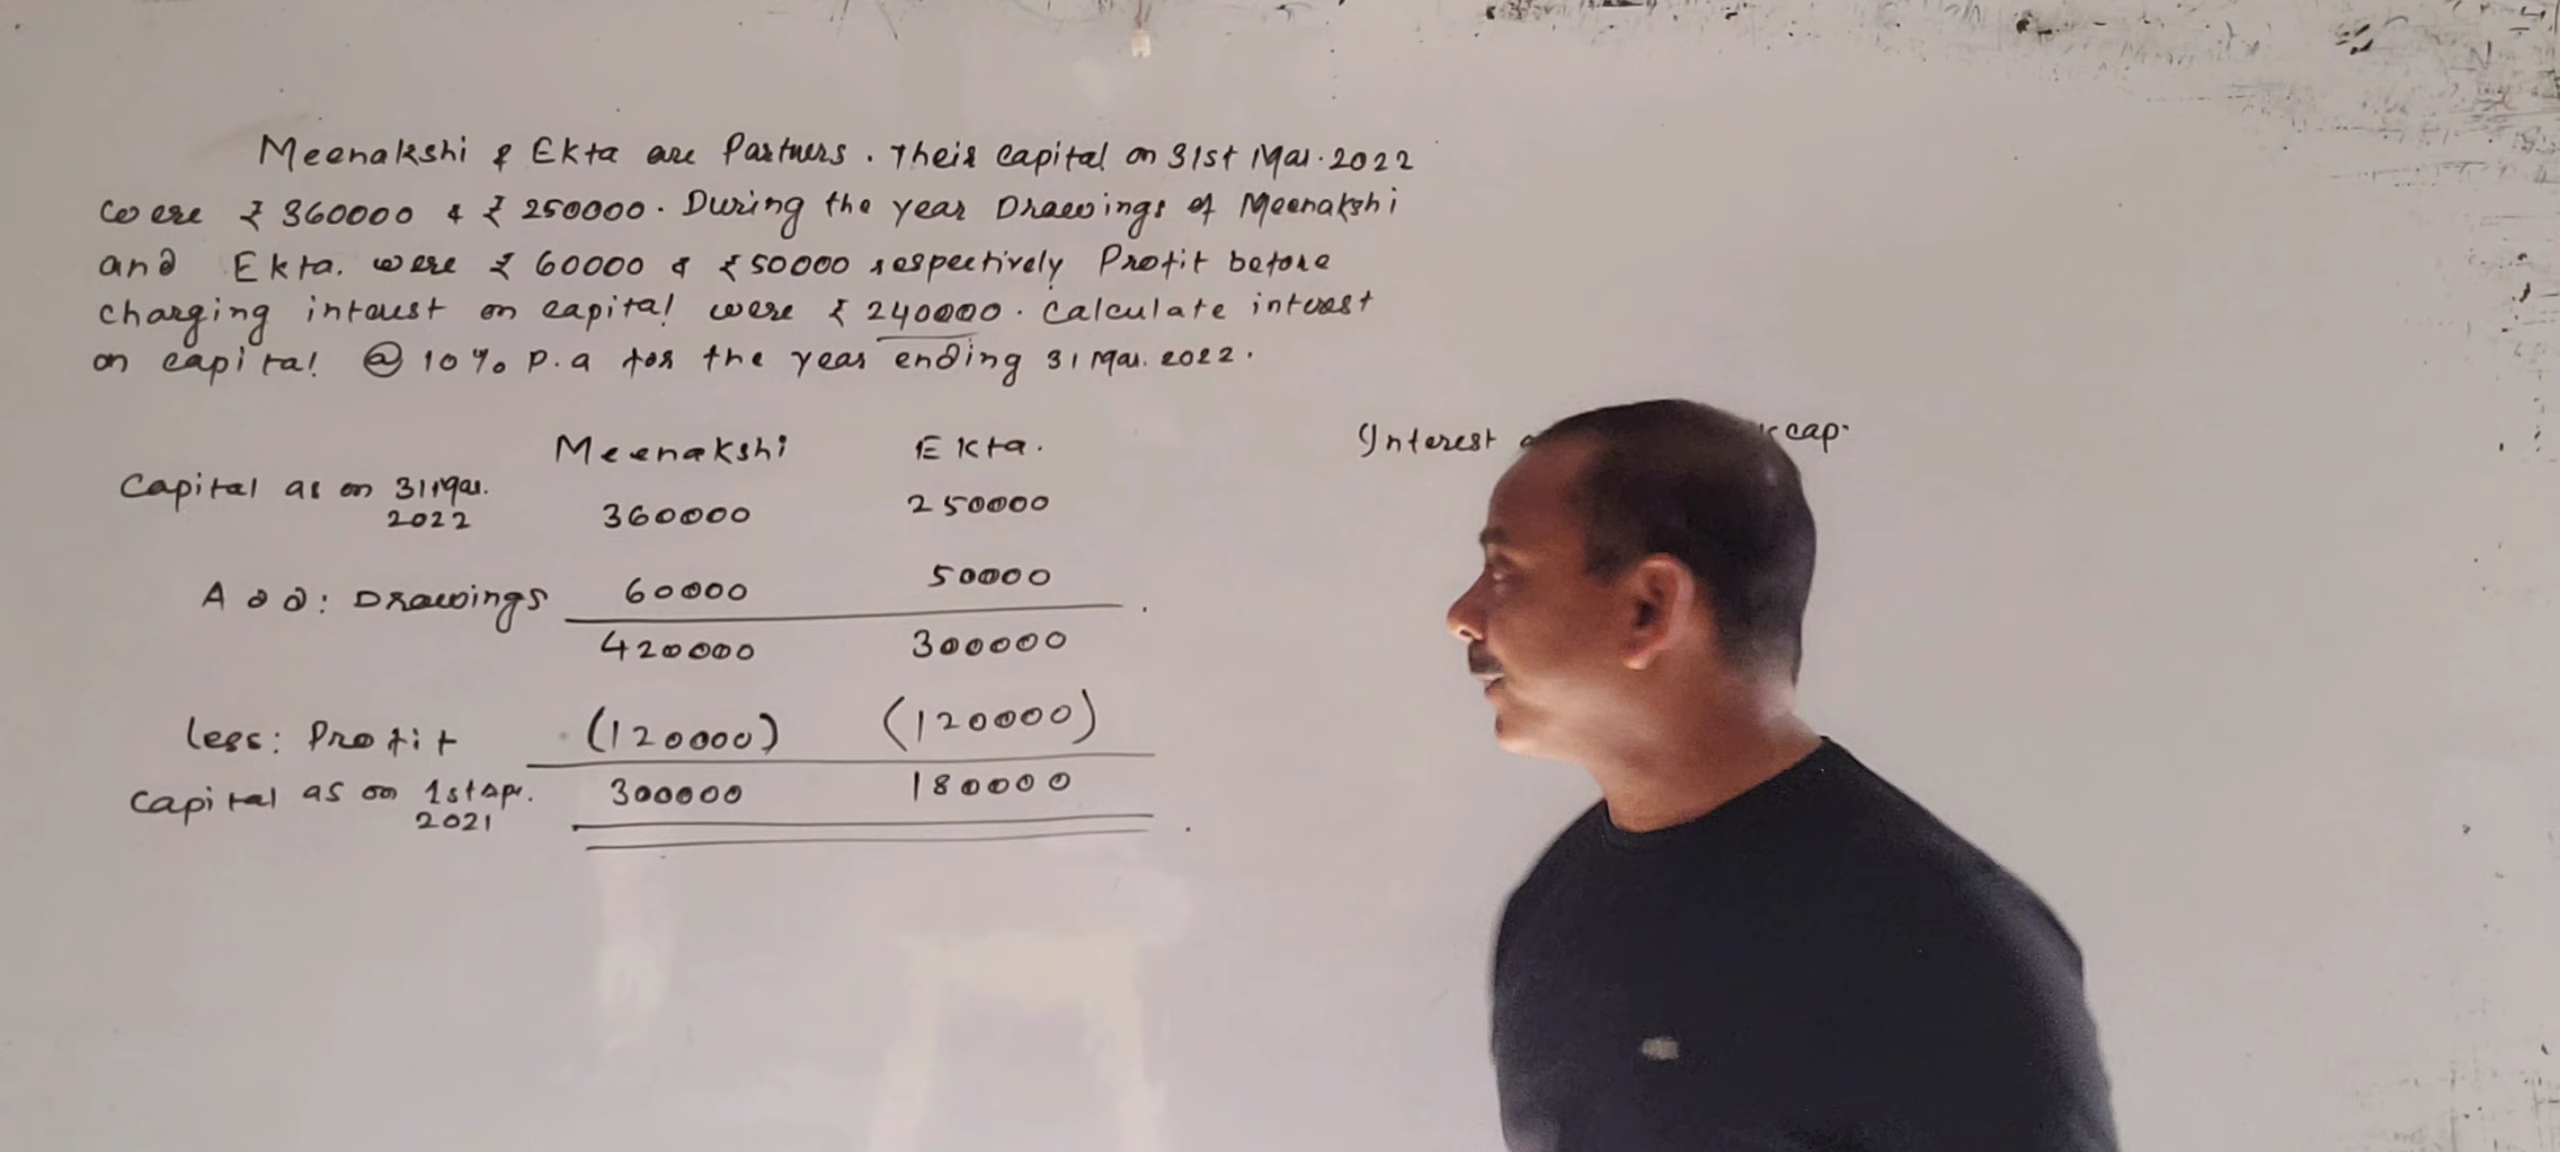 Meenakshi & Ekta are Partners. Their capital on 31st Mar. 2022
were ₹ 360000 & ₹ 250000. During the year Drawings of Meenakshi
and Ekta. were ₹ 60000 & ₹ 50000 respectively Profit before
charging interest on capital were ₹ 240000. Calculate interest
on capital @ 10% P.a for the year ending 31 Mar. 2022.
Meenakshi Ekta.
Interest cap.
Capital as on 31 Mar. 2022 360000 250000
Add: Drawings 60000 50000
420000 300000
less: Profit (120000) (120000)
Capital as on 1st Apr. 2021 300000 180000